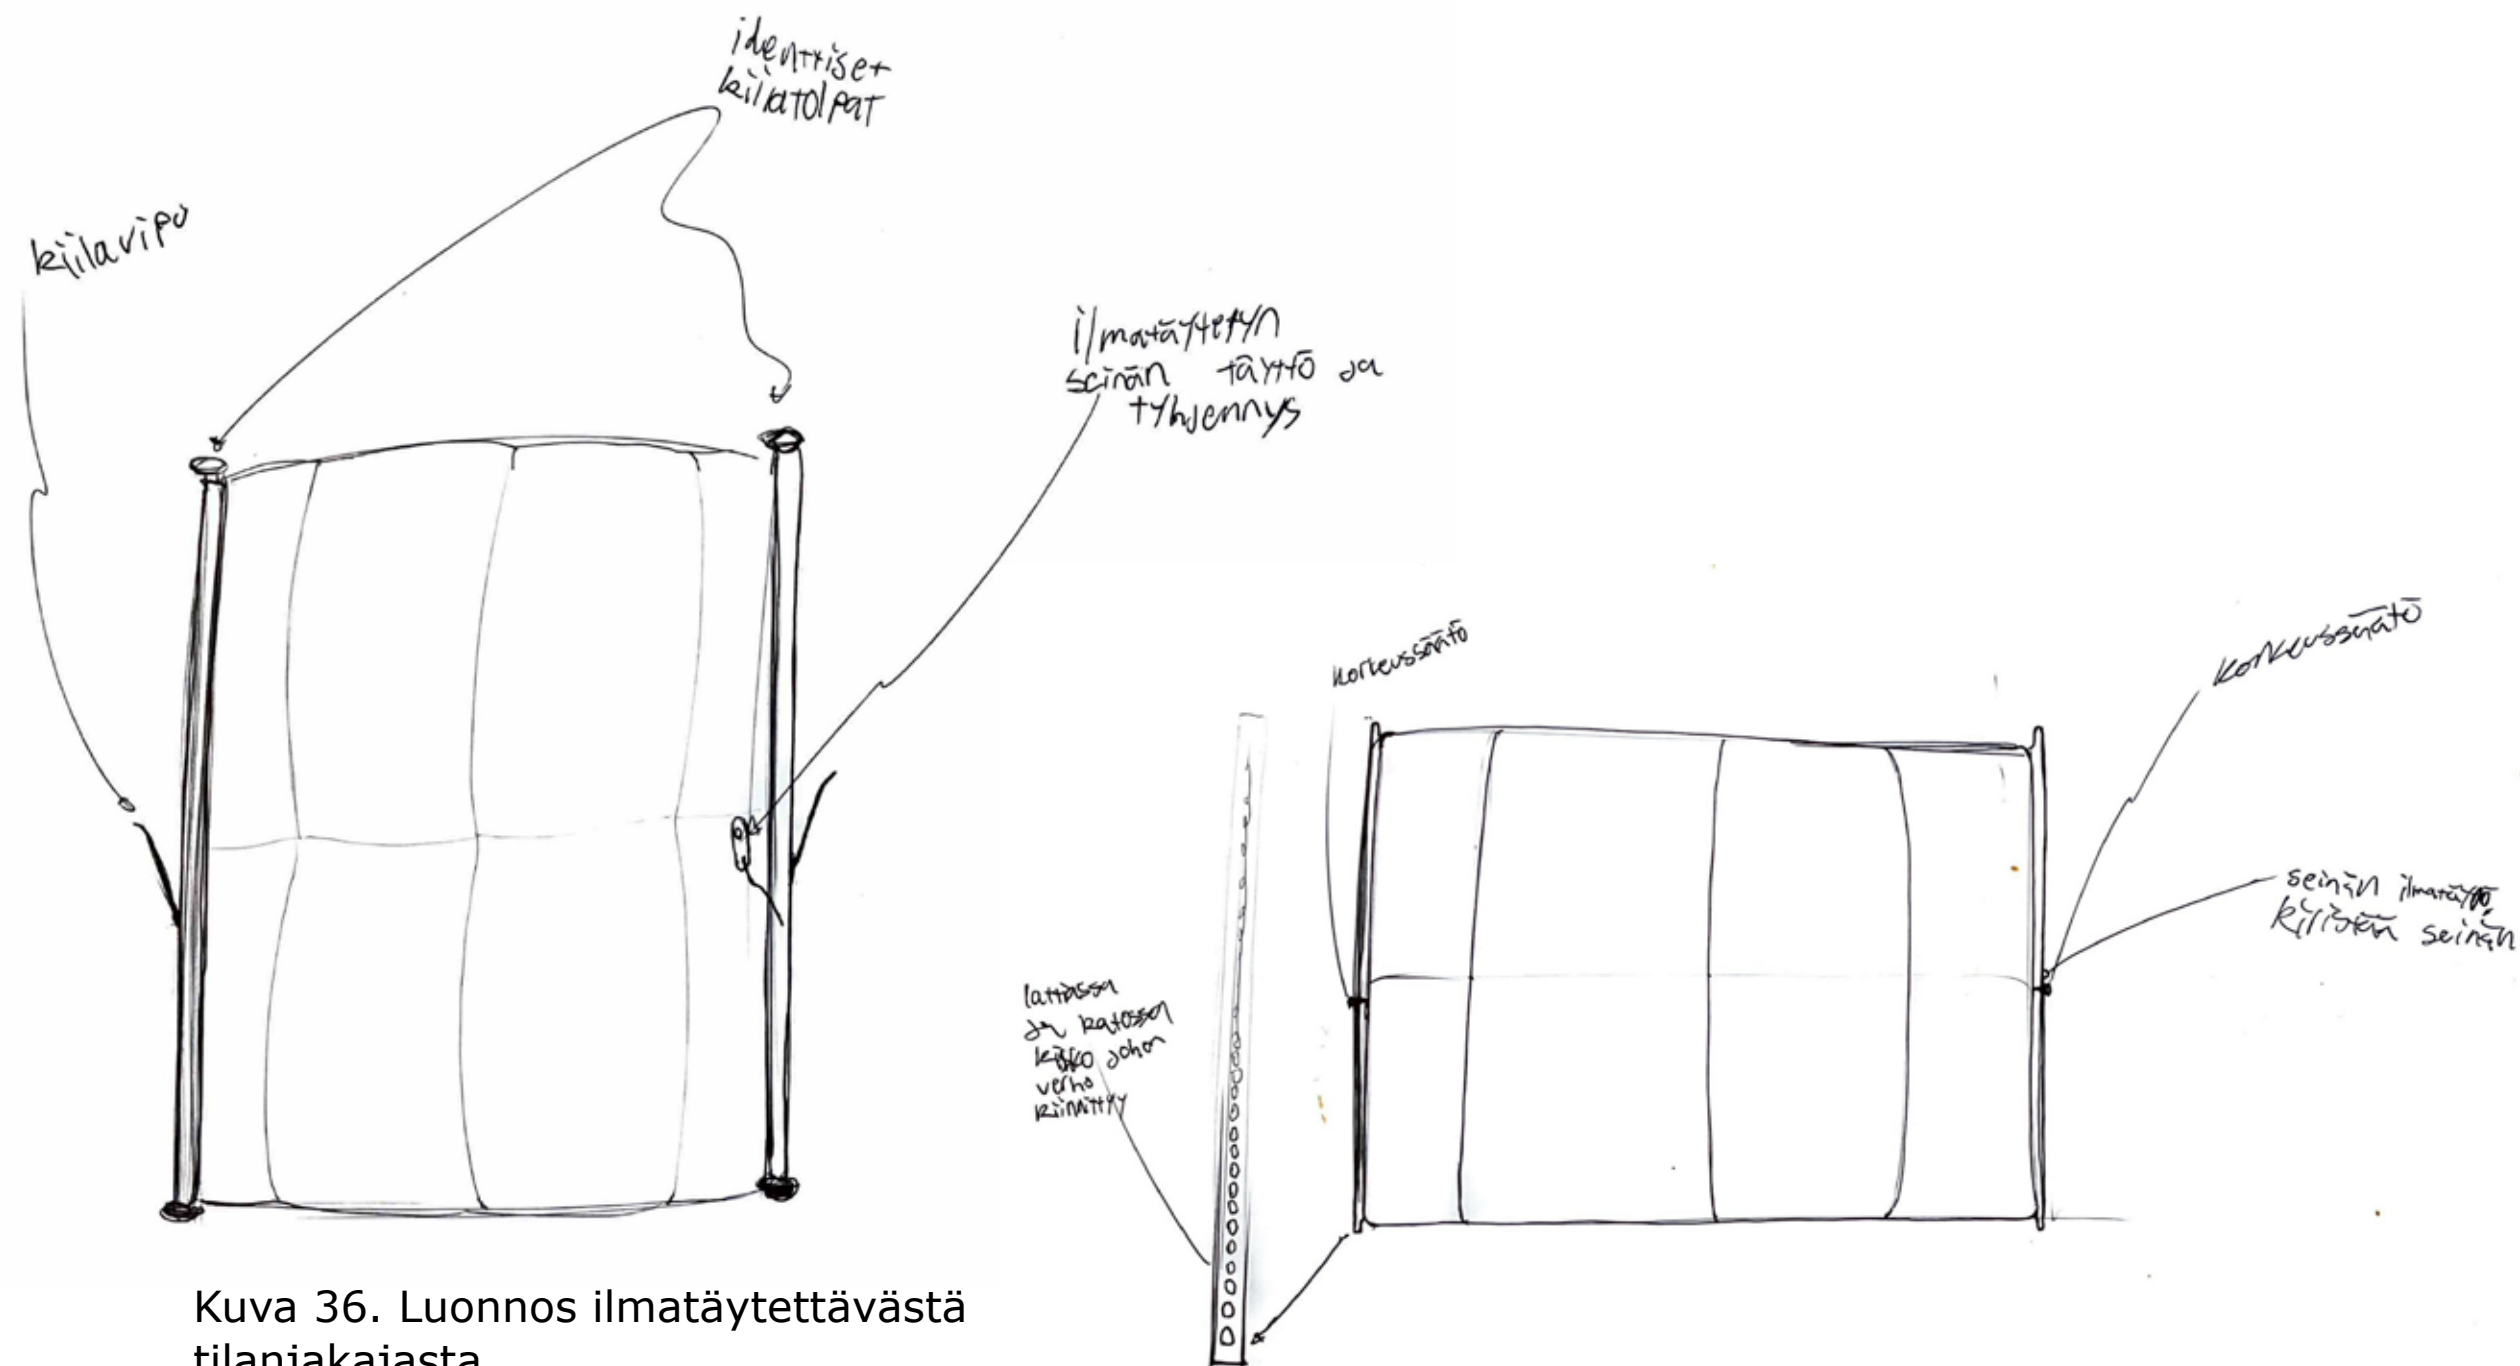 identtiset
kiilatolpat
kiilavipu
ilmatäytetyn
seinän täyttö ja
tyhjennys
korkeussäätö
korkeussäätö
seinän ilmatäyttö
kiristään seinän
lattiassa
ja katossa
kisko johon
verho
kiinnittyy
Kuva 36. Luonnos ilmatäytettävästä
tilanjakajasta